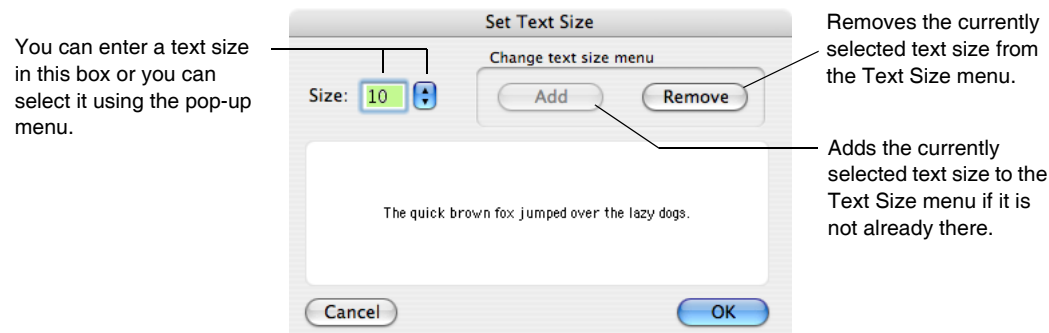 Set Text Size
You can enter a text size
in this box or you can
select it using the pop-up
menu.
Size: 10
Change text size menu
Add
Remove
Removes the currently
selected text size from
the Text Size menu.
Adds the currently
selected text size to the
Text Size menu if it is
not already there.
The quick brown fox jumped over the lazy dogs.
Cancel
OK